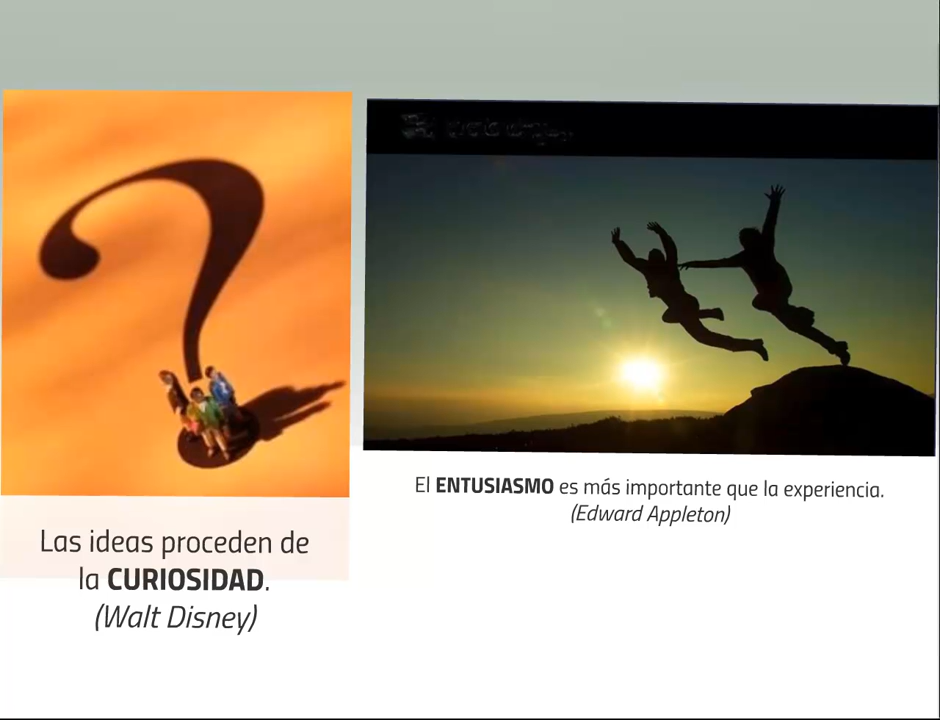 Las ideas proceden de
la CURIOSIDAD.
(Walt Disney)
El ENTUSIASMO es más importante que la experiencia.
(Edward Appleton)